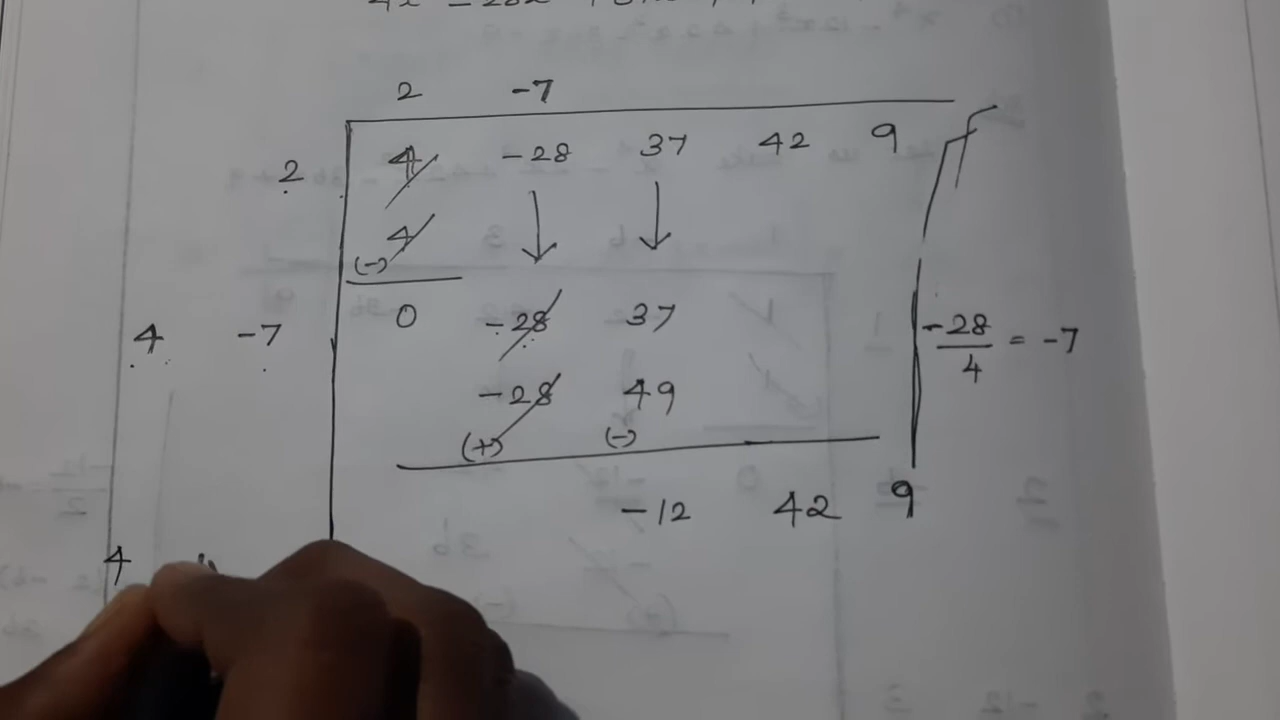 2 -7
2 4 -28 37 42 9
4
(-)
4 -7 0 -28 37 -28/4 = -7
-28 49
(+) (-)
-12 42 9
4